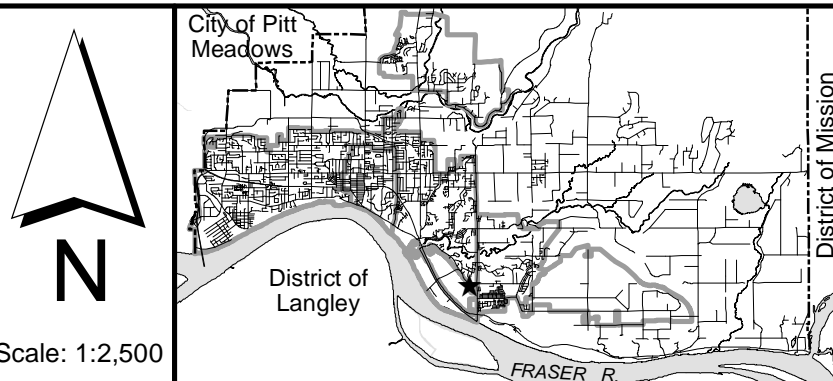 City of Pitt
Meadows
District of Mission
District of
Langley
N
Scale: 1:2,500
FRASER R.